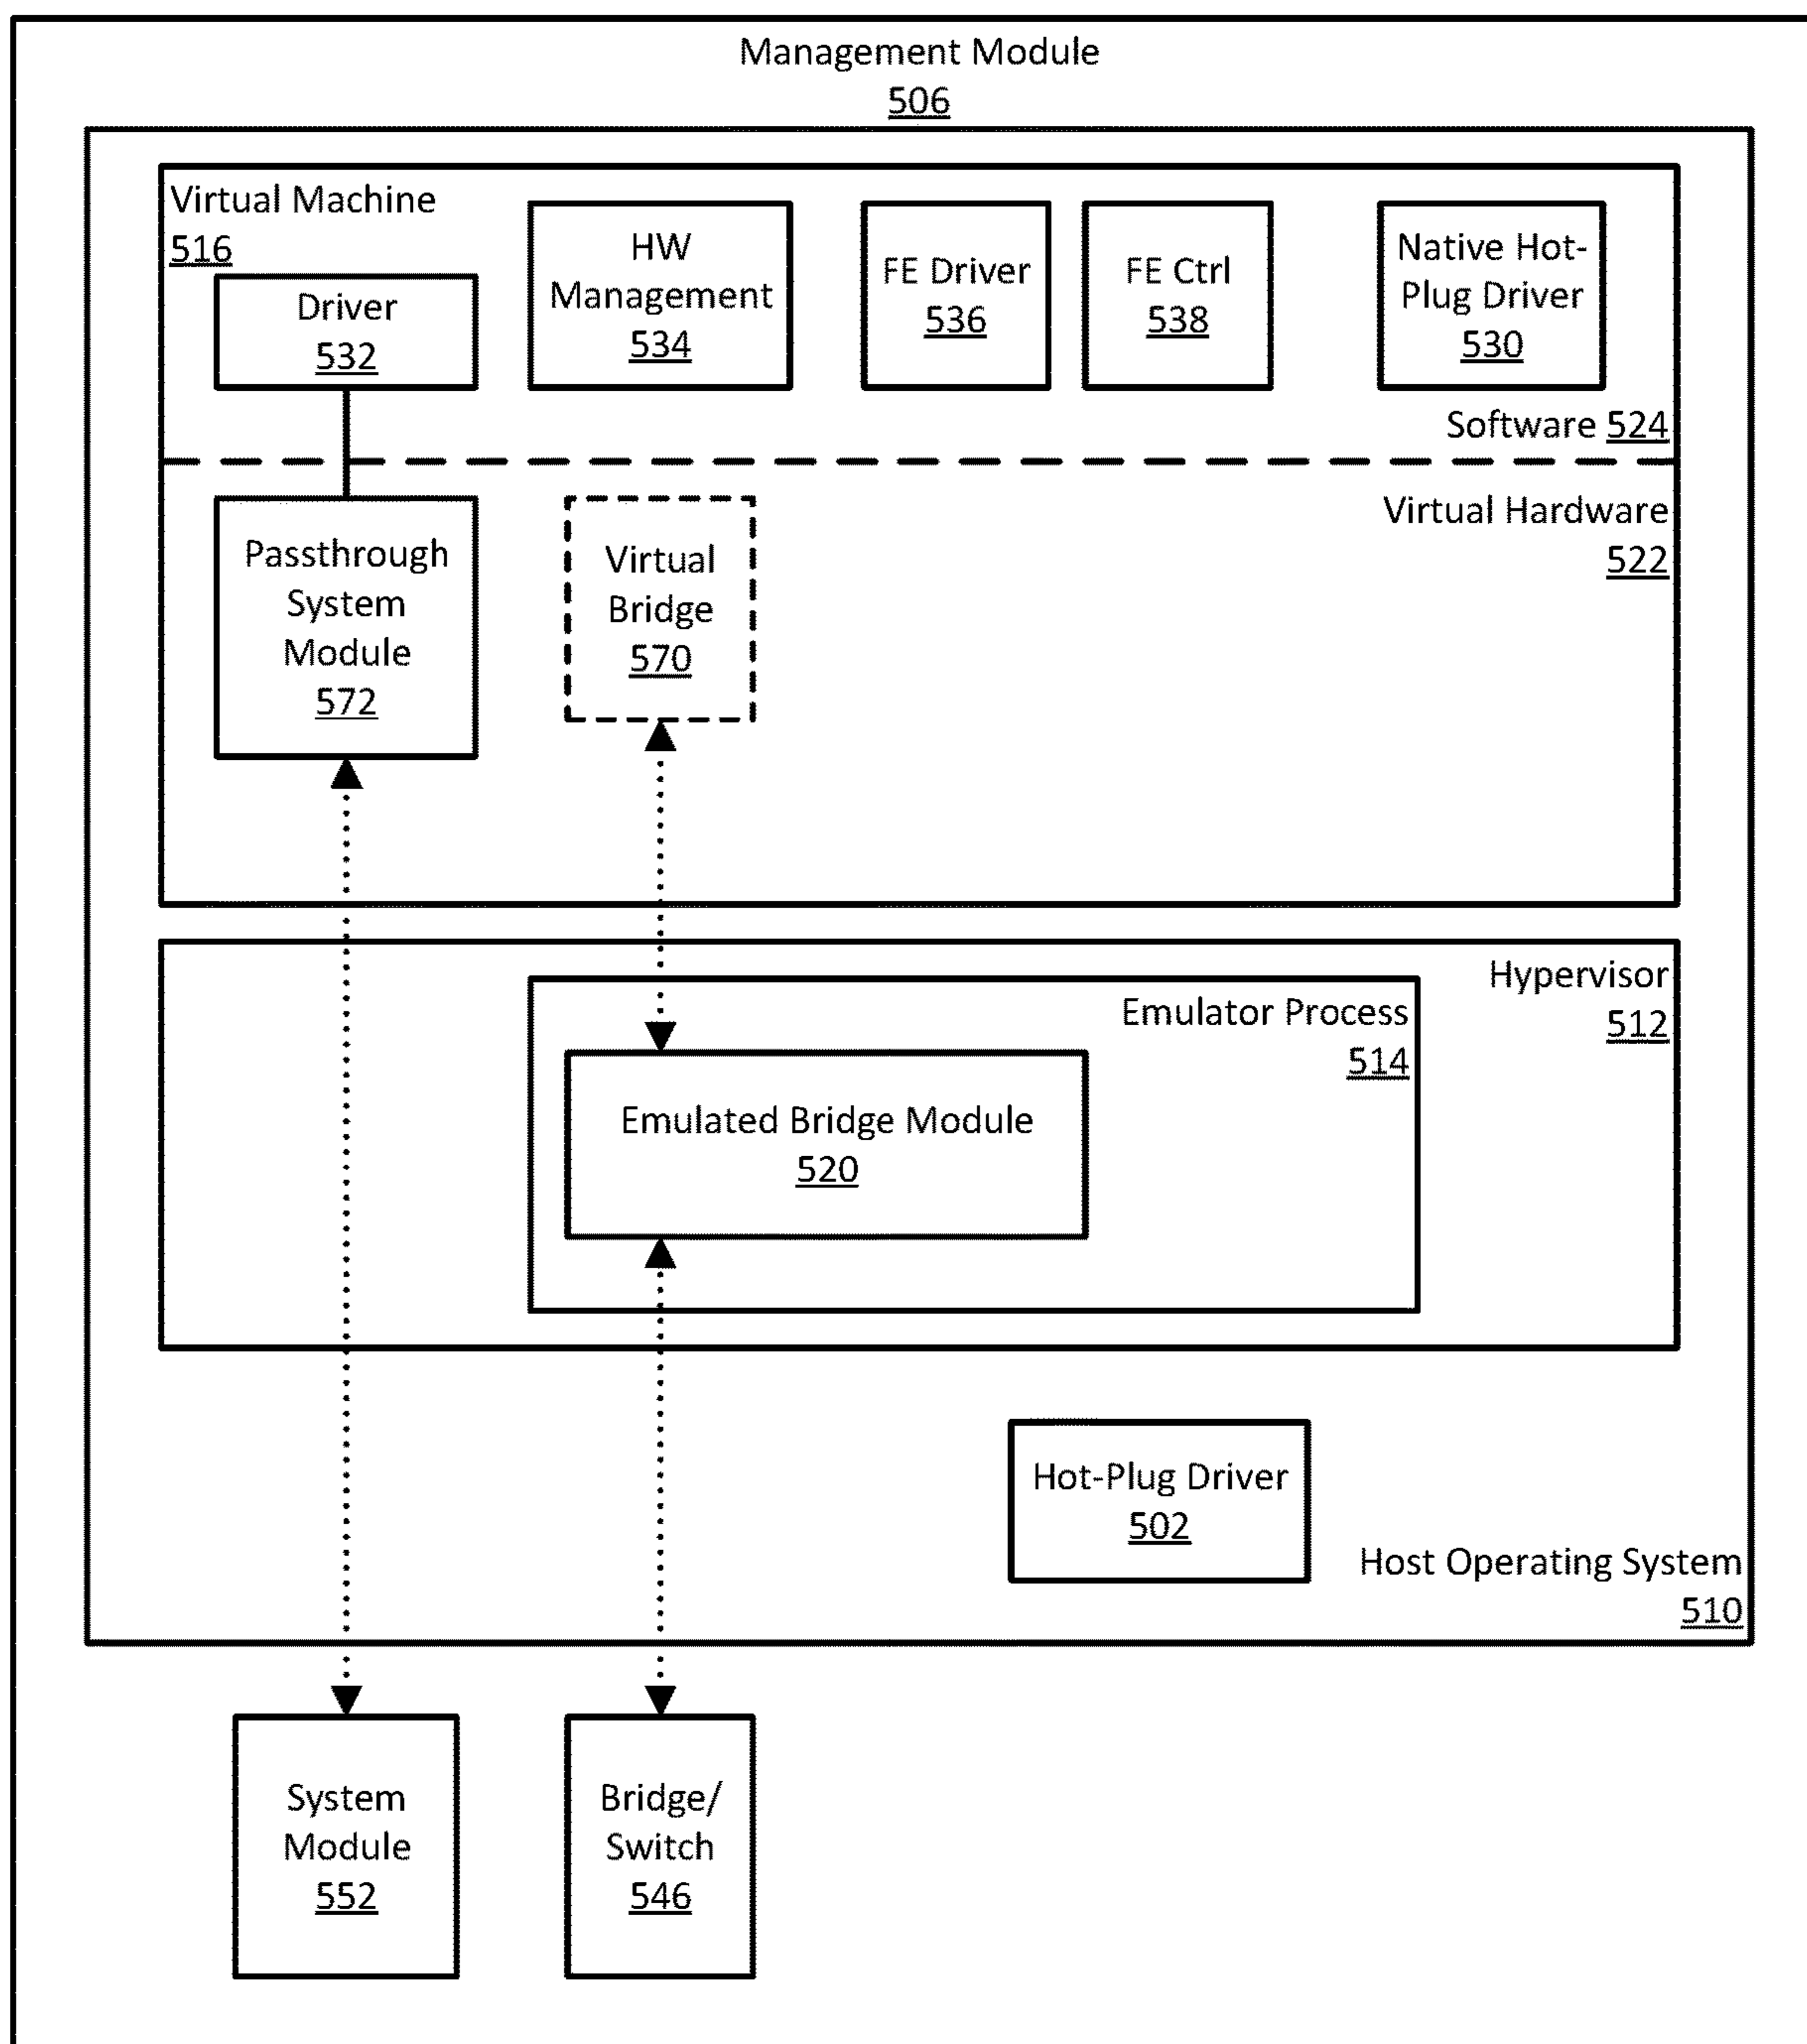 Management Module
506
Virtual Machine
516
Driver
532
HW
Management
534
FE Driver
536
FE Ctrl
538
Native Hot-
Plug Driver
530
Software 524
Virtual Hardware
522
Passthrough
System
Module
572
Virtual
Bridge
570
Hypervisor
512
Emulator Process
514
Emulated Bridge Module
520
Hot-Plug Driver
502
Host Operating System
510
System
Module
552
Bridge/
Switch
546